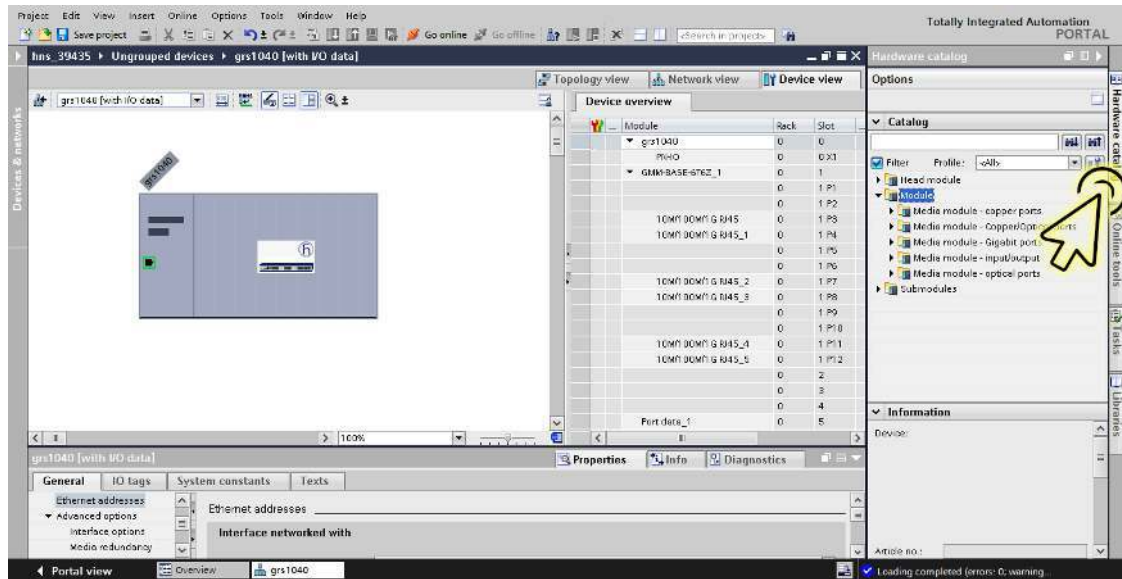 Project Edit View Insert Online Options Tools Window Help
Totally Integrated Automation
PORTAL
Save project
Go online
Go offline
<Search in project>
hns_39435 ▸ Ungrouped devices ▸ grs1040 [with I/O data]
Hardware catalog
Topology view
Network view
Device view
Options
grs1040 [with I/O data]
Device overview
Module Rack Slot
grs1040 0 0
PN-IO 0 0 X1
GMM-BASE-6T6Z_1 0 1
0 1 P1
0 1 P2
10M/100M/1G RJ45 0 1 P3
10M/100M/1G RJ45_1 0 1 P4
0 1 P5
0 1 P6
10M/100M/1G RJ45_2 0 1 P7
10M/100M/1G RJ45_3 0 1 P8
0 1 P9
0 1 P10
10M/100M/1G RJ45_4 0 1 P11
10M/100M/1G RJ45_5 0 1 P12
0 2
0 3
0 4
Port data_1 0 5
grs1040
Catalog
Filter Profile: <All>
Head module
Module
Media module - copper ports
Media module - Copper/Optical ports
Media module - Gigabit ports
Media module - input/output
Media module - optical ports
Submodules
Information
Device:
Article no.:
Devices & networks
Hardware catalog
Online tools
Tasks
Libraries
100%
grs1040 [with I/O data]
Properties
Info
Diagnostics
General
IO tags
System constants
Texts
Ethernet addresses
Advanced options
Interface options
Media redundancy
Ethernet addresses
Interface networked with
Portal view
Overview
grs1040
Loading completed (errors: 0; warning...